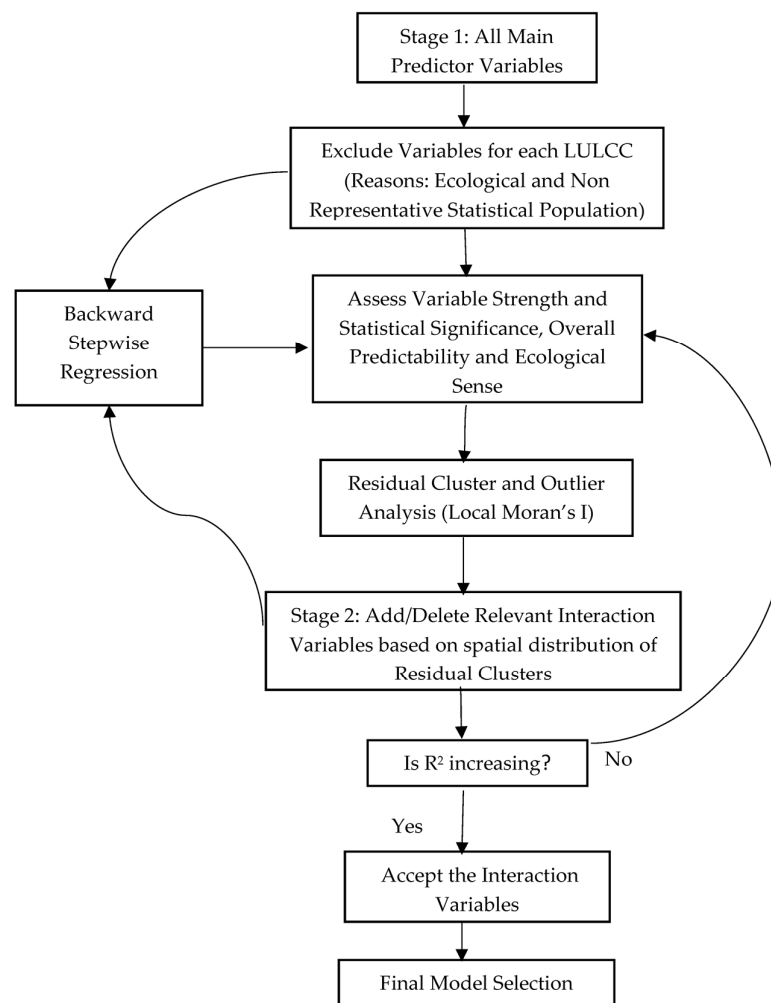 Stage 1: All Main
Predictor Variables
Exclude Variables for each LULCC
(Reasons: Ecological and Non
Representative Statistical Population)
Backward
Stepwise
Regression
Assess Variable Strength and
Statistical Significance, Overall
Predictability and Ecological
Sense
Residual Cluster and Outlier
Analysis (Local Moran’s I)
Stage 2: Add/Delete Relevant Interaction
Variables based on spatial distribution of
Residual Clusters
Is R² increasing?
No
Yes
Accept the Interaction
Variables
Final Model Selection